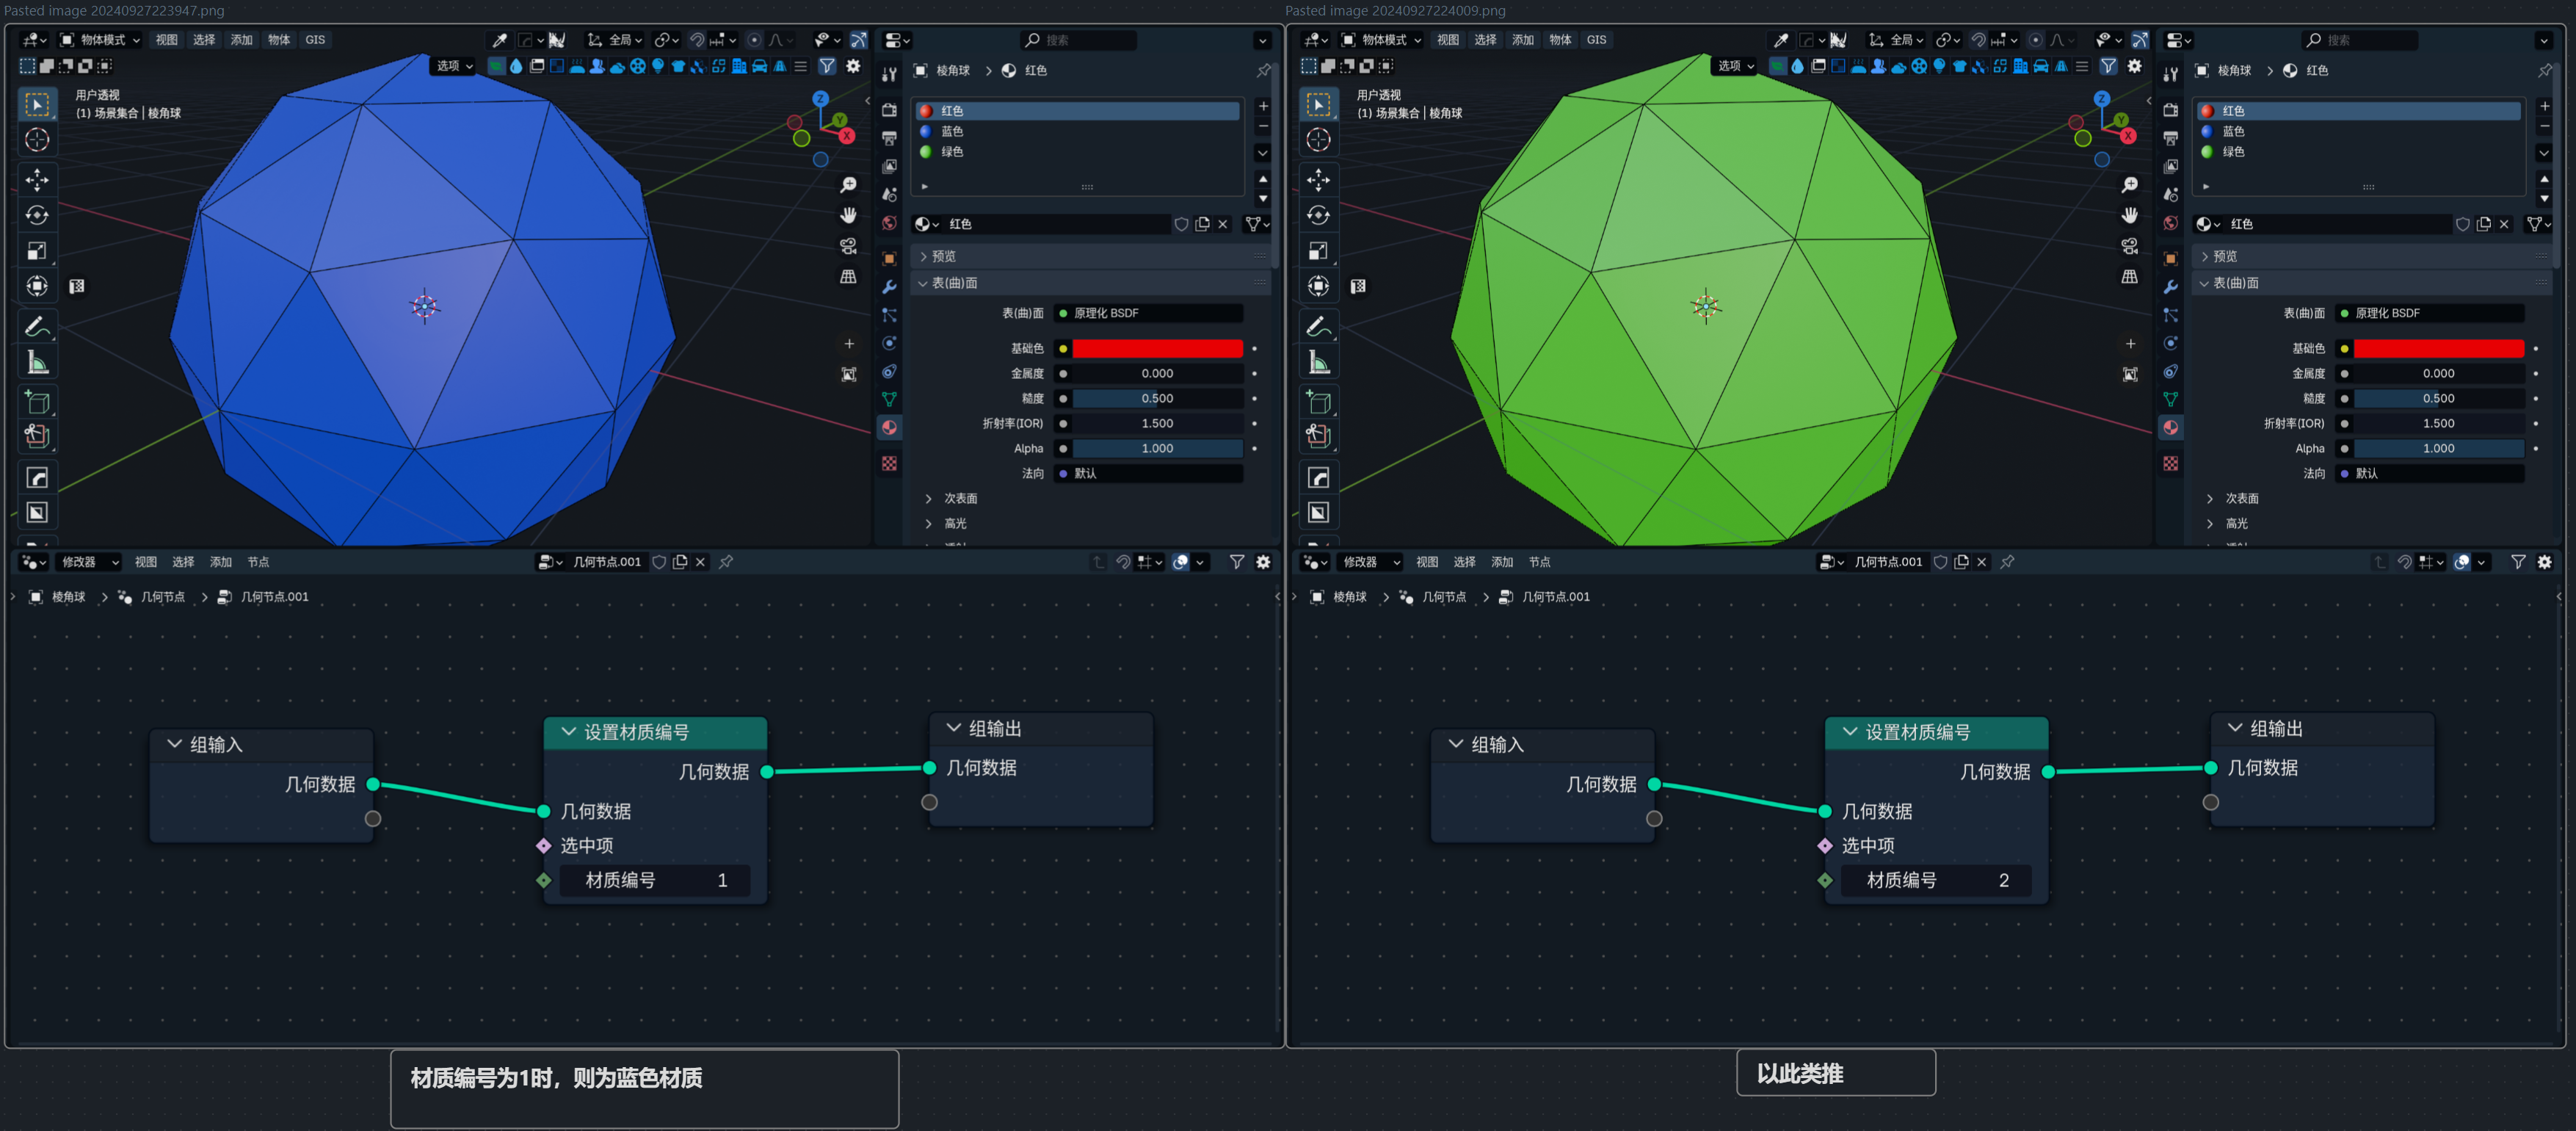 Pasted image 20240927223947.png
物体模式 视图 选择 添加 物体 GIS 全局
选项
用户透视
(1) 场景集合 | 棱角球
Z
Y
X
搜索
棱角球 > 红色
红色
蓝色
绿色
红色
预览
表(曲)面
表(曲)面 原理化 BSDF
基础色
金属度 0.000
糙度 0.500
折射率(IOR) 1.500
Alpha 1.000
法向 默认
次表面
高光
修改器 视图 选择 添加 节点 几何节点.001
棱角球 > 几何节点 > 几何节点.001
组输入
几何数据
设置材质编号
几何数据
几何数据
选中项
材质编号 1
组输出
几何数据
材质编号为1时，则为蓝色材质
Pasted image 20240927224009.png
物体模式 视图 选择 添加 物体 GIS 全局
选项
用户透视
(1) 场景集合 | 棱角球
Z
Y
X
搜索
棱角球 > 红色
红色
蓝色
绿色
红色
预览
表(曲)面
表(曲)面 原理化 BSDF
基础色
金属度 0.000
糙度 0.500
折射率(IOR) 1.500
Alpha 1.000
法向 默认
次表面
高光
修改器 视图 选择 添加 节点 几何节点.001
棱角球 > 几何节点 > 几何节点.001
组输入
几何数据
设置材质编号
几何数据
几何数据
选中项
材质编号 2
组输出
几何数据
以此类推